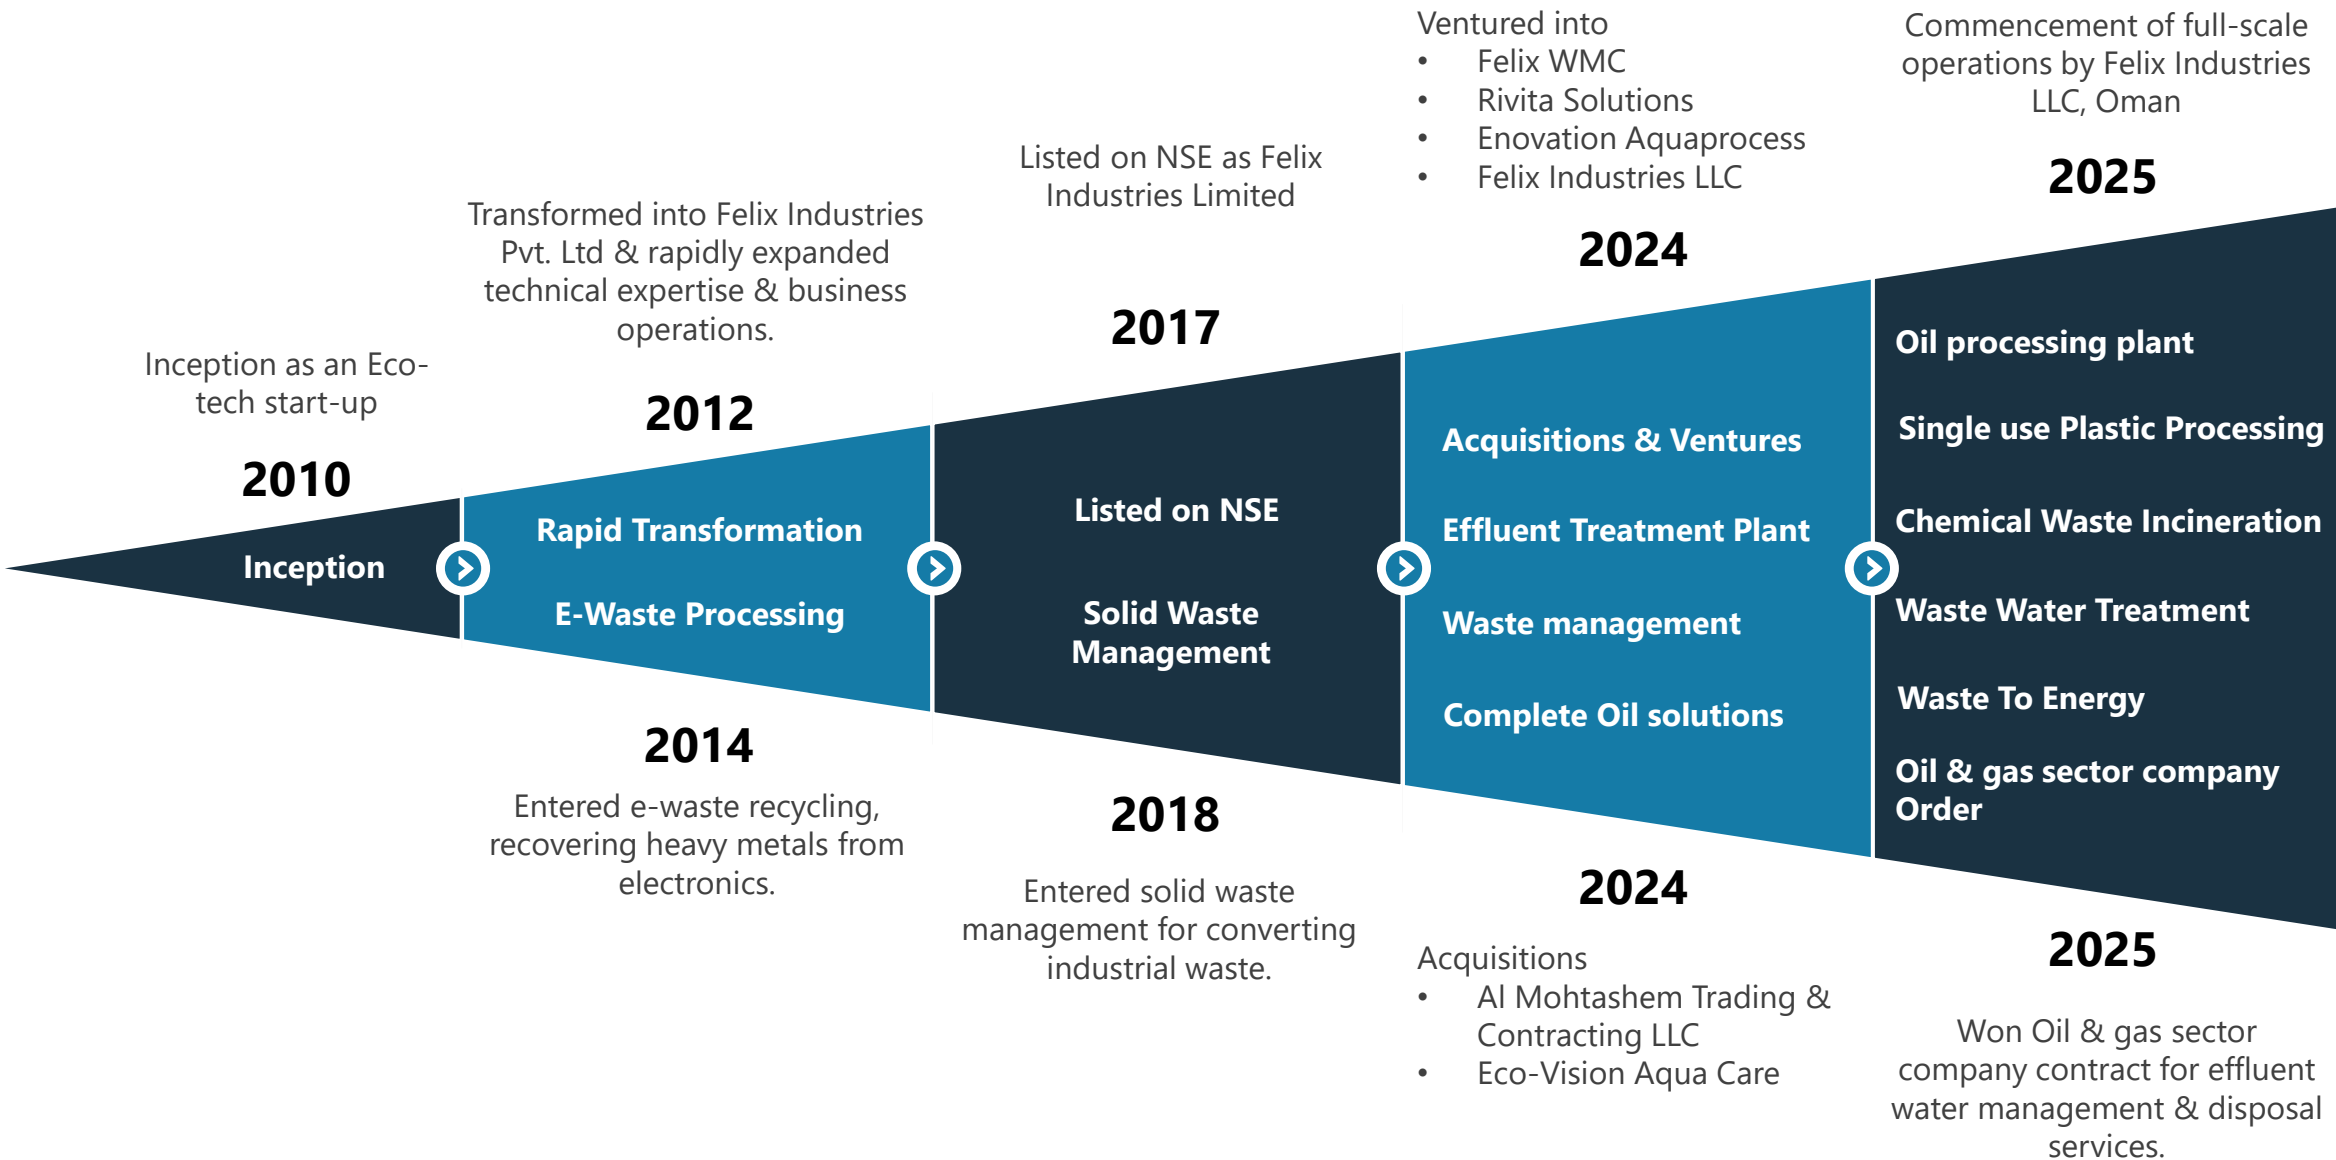 Inception as an Eco-
tech start-up
2010
Inception
Transformed into Felix Industries
Pvt. Ltd & rapidly expanded
technical expertise & business
operations.
2012
Rapid Transformation
E-Waste Processing
2014
Entered e-waste recycling,
recovering heavy metals from
electronics.
Listed on NSE as Felix
Industries Limited
2017
Listed on NSE
Solid Waste
Management
2018
Entered solid waste
management for converting
industrial waste.
Ventured into
• Felix WMC
• Rivita Solutions
• Enovation Aquaprocess
• Felix Industries LLC
2024
Acquisitions & Ventures
Effluent Treatment Plant
Waste management
Complete Oil solutions
2024
Acquisitions
• Al Mohtashem Trading &
Contracting LLC
• Eco-Vision Aqua Care
Commencement of full-scale
operations by Felix Industries
LLC, Oman
2025
Oil processing plant
Single use Plastic Processing
Chemical Waste Incineration
Waste Water Treatment
Waste To Energy
Oil & gas sector company
Order
2025
Won Oil & gas sector
company contract for effluent
water management & disposal
services.